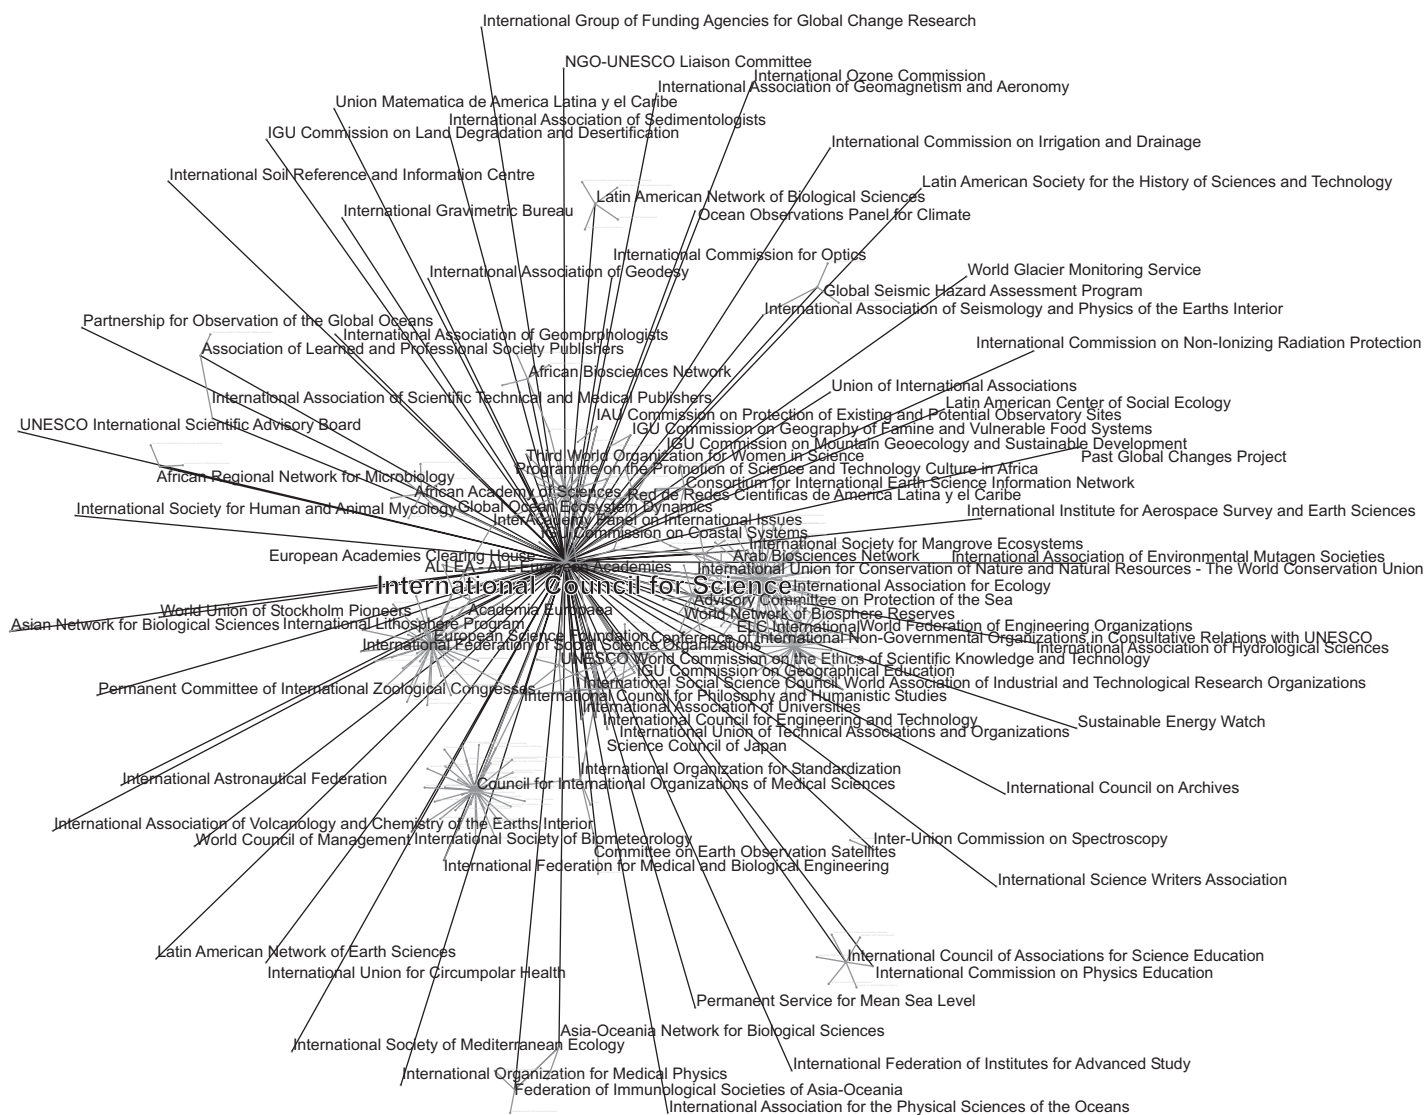 International Group of Funding Agencies for Global Change Research
NGO-UNESCO Liaison Committee
International Ozone Commission
International Association of Geomagnetism and Aeronomy
Union Matematica de America Latina y el Caribe
International Association of Sedimentologists
IGU Commission on Land Degradation and Desertification
International Commission on Irrigation and Drainage
International Soil Reference and Information Centre
Latin American Society for the History of Sciences and Technology
Latin American Network of Biological Sciences
International Gravimetric Bureau
Ocean Observations Panel for Climate
International Commission for Optics
International Association of Geodesy
World Glacier Monitoring Service
Global Seismic Hazard Assessment Program
International Association of Seismology and Physics of the Earths Interior
Partnership for Observation of the Global Oceans
International Association of Geomorphologists
International Commission on Non-Ionizing Radiation Protection
Association of Learned and Professional Society Publishers
African Biosciences Network
Union of International Associations
International Association of Scientific Technical and Medical Publishers
Latin American Center of Social Ecology
IAU Commission on Protection of Existing and Potential Observatory Sites
UNESCO International Scientific Advisory Board
IGU Commission on Geography of Famine and Vulnerable Food Systems
IGU Commission on Mountain Geoecology and Sustainable Development
Third World Organization for Women in Science
Past Global Changes Project
Programme on the Promotion of Science and Technology Culture in Africa
African Regional Network for Microbiology
Consortium for International Earth Science Information Network
African Academy of Sciences
Red de Redes Cientificas de America Latina y el Caribe
International Society for Human and Animal Mycology
Global Ocean Ecosystem Dynamics
International Institute for Aerospace Survey and Earth Sciences
InterAcademy Panel on International Issues
IGU Commission on Coastal Systems
International Society for Mangrove Ecosystems
European Academies Clearing House
Arab Biosciences Network
International Association of Environmental Mutagen Societies
ALLEA - ALL European Academies
International Union for Conservation of Nature and Natural Resources - The World Conservation Union
International Council for Science
International Association for Ecology
Advisory Committee on Protection of the Sea
World Union of Stockholm Pioneers
Academia Europaea
World Network of Biosphere Reserves
Asian Network for Biological Sciences
International Lithosphere Program
International
World Federation of Engineering Organizations
European Science Foundation
Conference of International Non-Governmental Organizations in Consultative Relations with UNESCO
International Federation of Social Science Organizations
International Association of Hydrological Sciences
UNESCO World Commission on the Ethics of Scientific Knowledge and Technology
IGU Commission on Geographical Education
International Social Science Council
World Association of Industrial and Technological Research Organizations
Permanent Committee of International Zoological Congresses
International Council for Philosophy and Humanistic Studies
International Association of Universities
International Council for Engineering and Technology
Sustainable Energy Watch
International Union of Technical Associations and Organizations
Science Council of Japan
International Organization for Standardization
International Astronautical Federation
Council for International Organizations of Medical Sciences
International Council on Archives
International Association of Volcanology and Chemistry of the Earths Interior
World Council of Management
International Society of Biometeorology
Inter-Union Commission on Spectroscopy
Committee on Earth Observation Satellites
International Federation for Medical and Biological Engineering
International Science Writers Association
Latin American Network of Earth Sciences
International Council of Associations for Science Education
International Union for Circumpolar Health
International Commission on Physics Education
Permanent Service for Mean Sea Level
Asia-Oceania Network for Biological Sciences
International Society of Mediterranean Ecology
International Federation of Institutes for Advanced Study
International Organization for Medical Physics
Federation of Immunological Societies of Asia-Oceania
International Association for the Physical Sciences of the Oceans